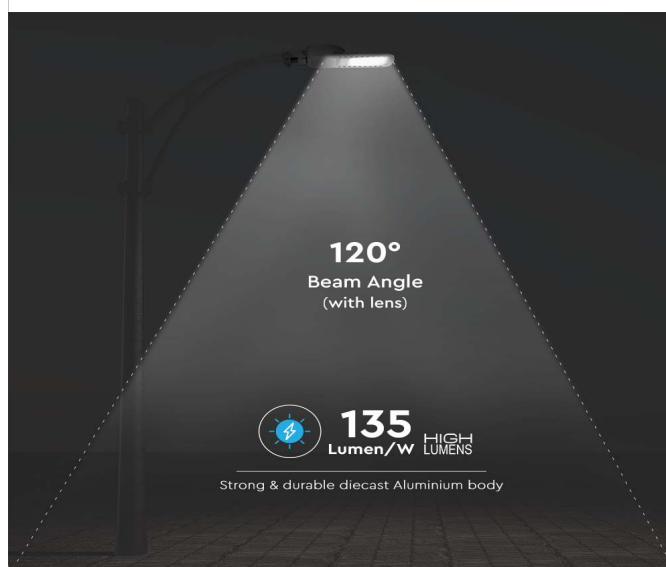 120°
Beam Angle
(with lens)
135
Lumen/W HIGH LUMENS
Strong & durable diecast Aluminium body